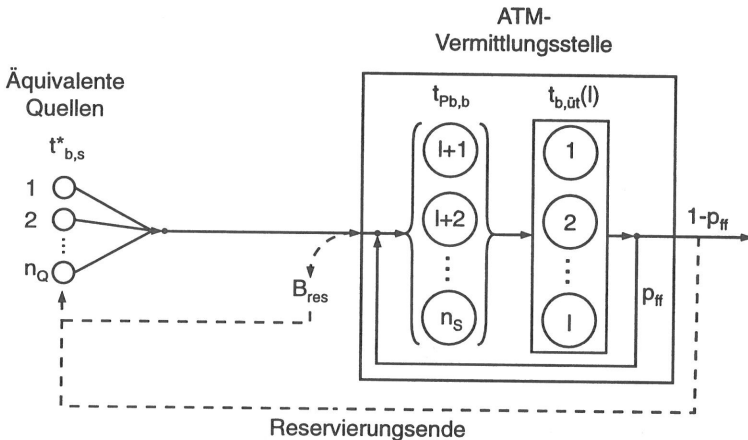 ATM-
Vermittlungsstelle
Äquivalente
Quellen
t*b,s
tPb,b
tb,üt(l)
1
2
nQ
l+1
l+2
nS
1
2
l
1-pff
pff
Bres
Reservierungsende